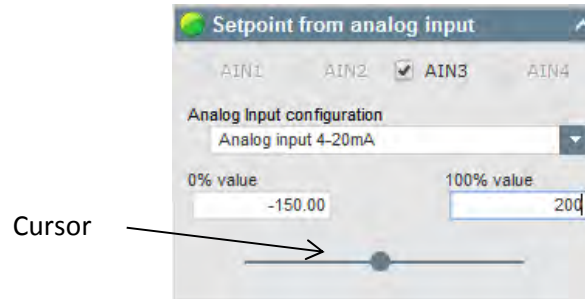 Setpoint from analog input
AIN1 AIN2 AIN3 AIN4
Analog Input configuration
Analog input 4-20mA
0% value 100% value
-150.00 200
Cursor